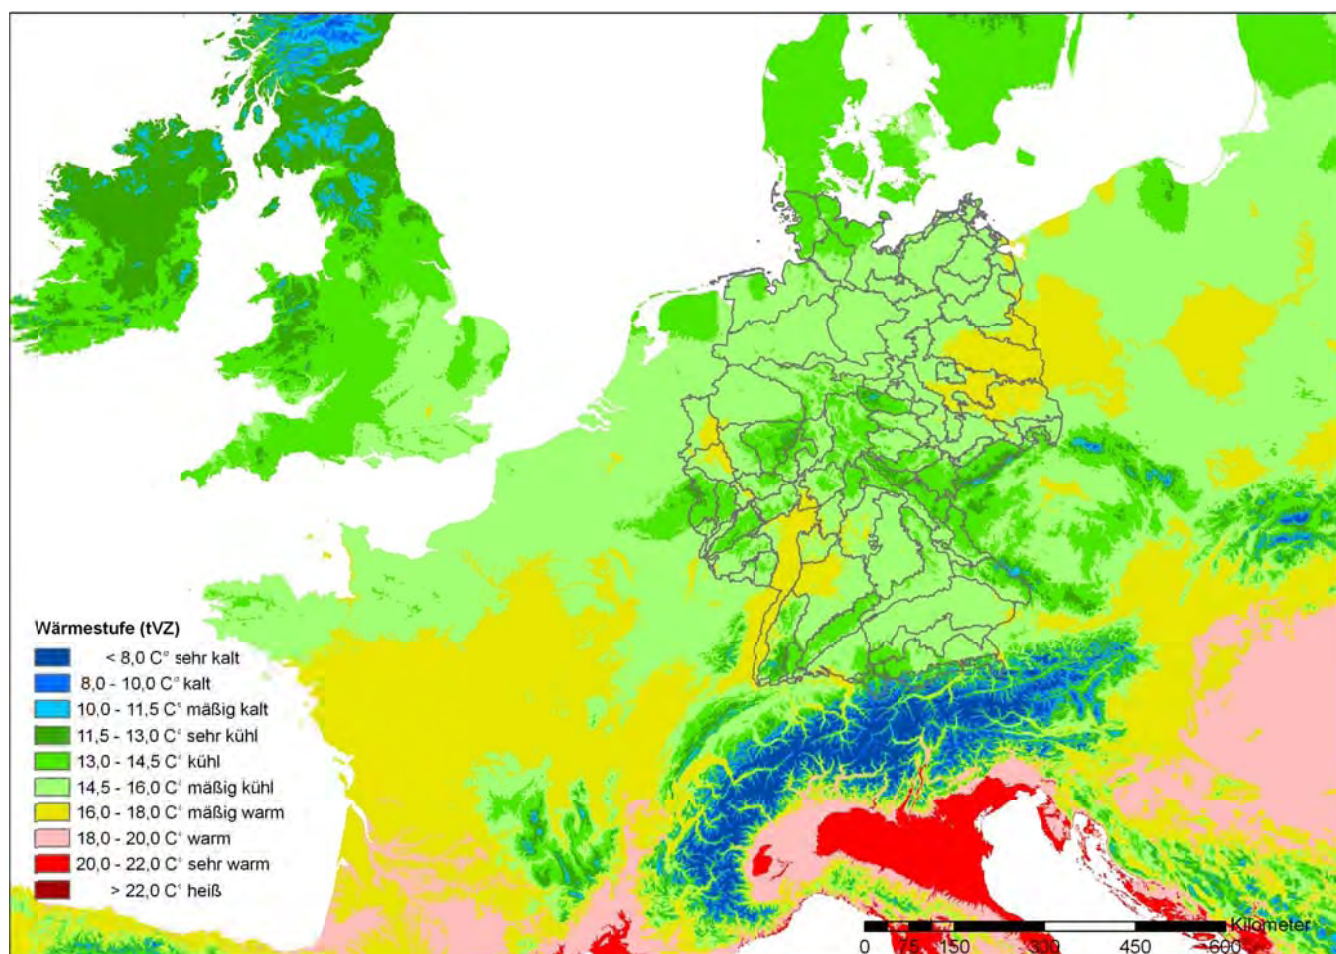 Wärmestufe (tVZ)
< 8,0 C° sehr kalt
8,0 - 10,0 C° kalt
10,0 - 11,5 C° mäßig kalt
11,5 - 13,0 C° sehr kühl
13,0 - 14,5 C° kühl
14,5 - 16,0 C° mäßig kühl
16,0 - 18,0 C° mäßig warm
18,0 - 20,0 C° warm
20,0 - 22,0 C° sehr warm
> 22,0 C° heiß
Kilometer
0 75 150 300 450 600